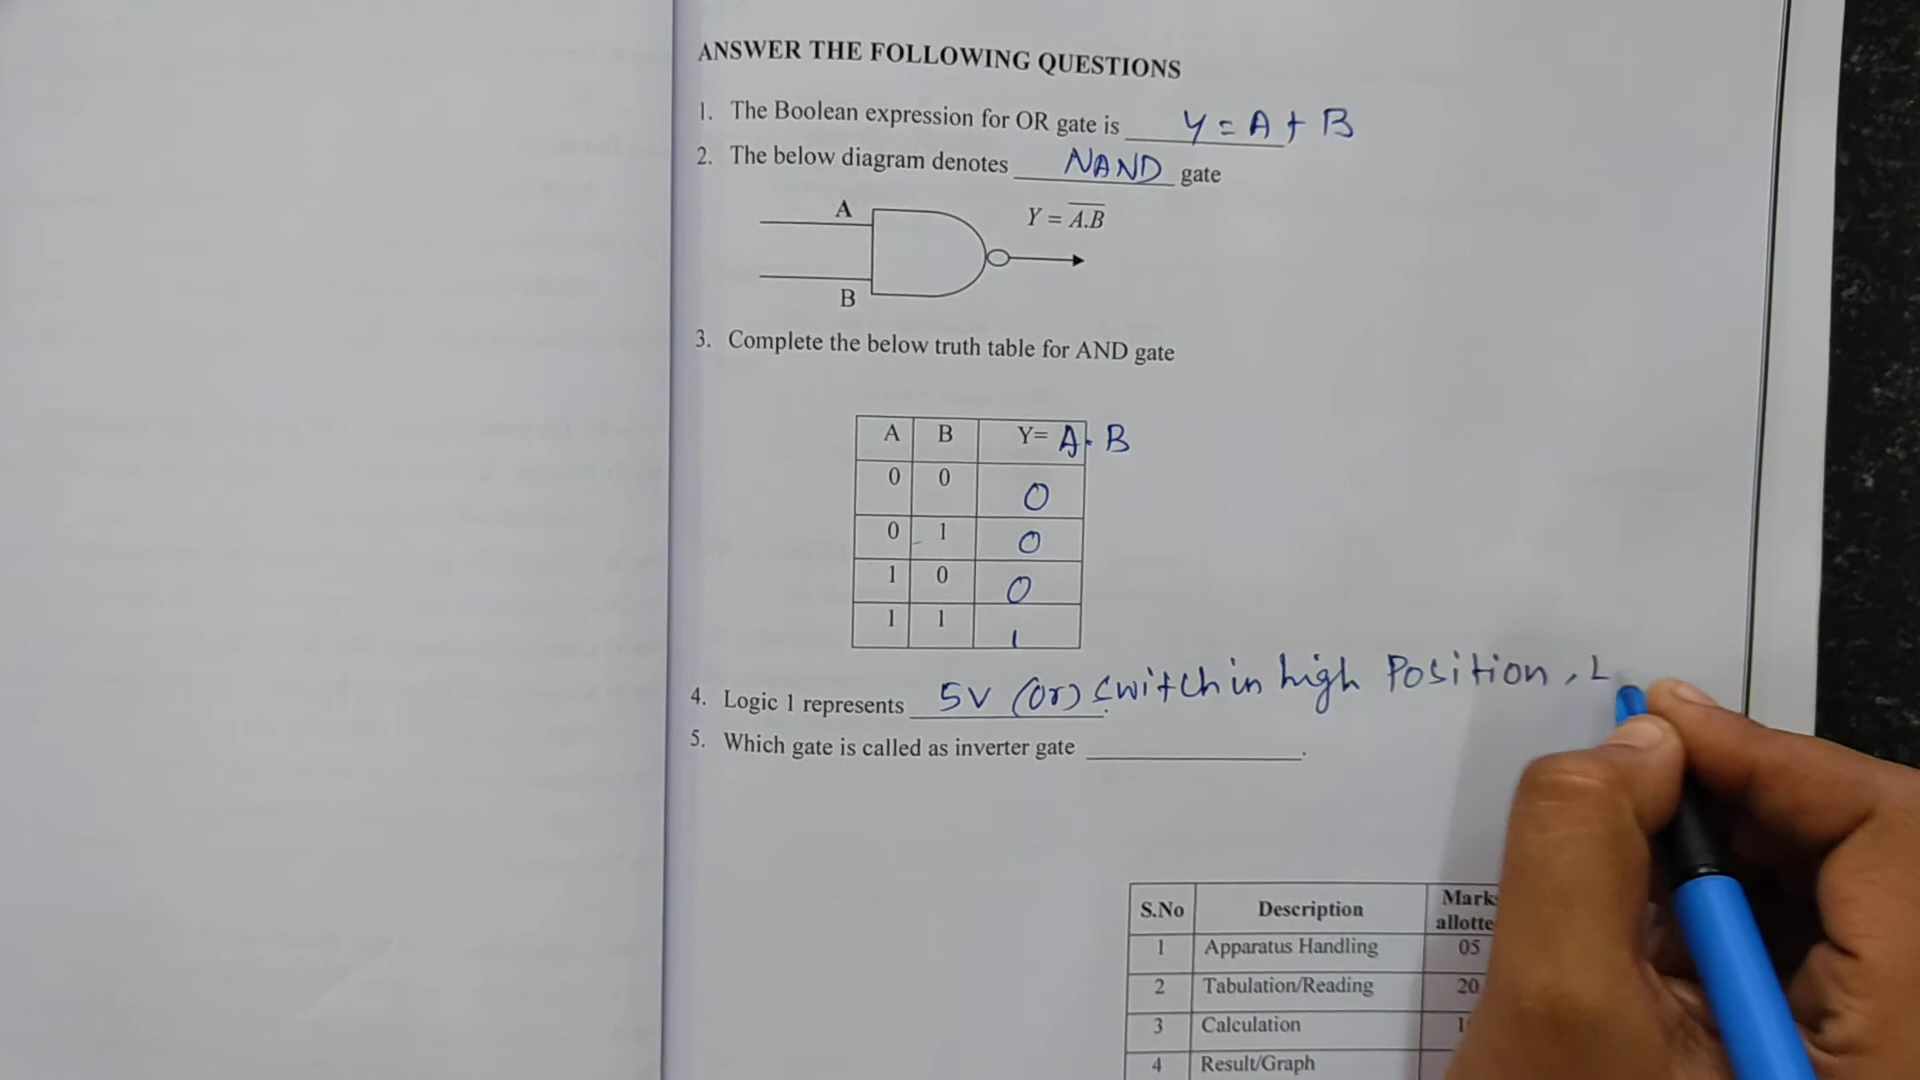 ANSWER THE FOLLOWING QUESTIONS
1. The Boolean expression for OR gate is Y = A + B
2. The below diagram denotes NAND gate
A
Y = \overline{A.B}
B
3. Complete the below truth table for AND gate
A B Y= A . B
0 0 0
0 1 0
1 0 0
1 1 1
4. Logic 1 represents 5V (Or) Switch in high Position , L
5. Which gate is called as inverter gate ____________.
S.No Description
1 Apparatus Handling 05
2 Tabulation/Reading 20
3 Calculation
4 Result/Graph